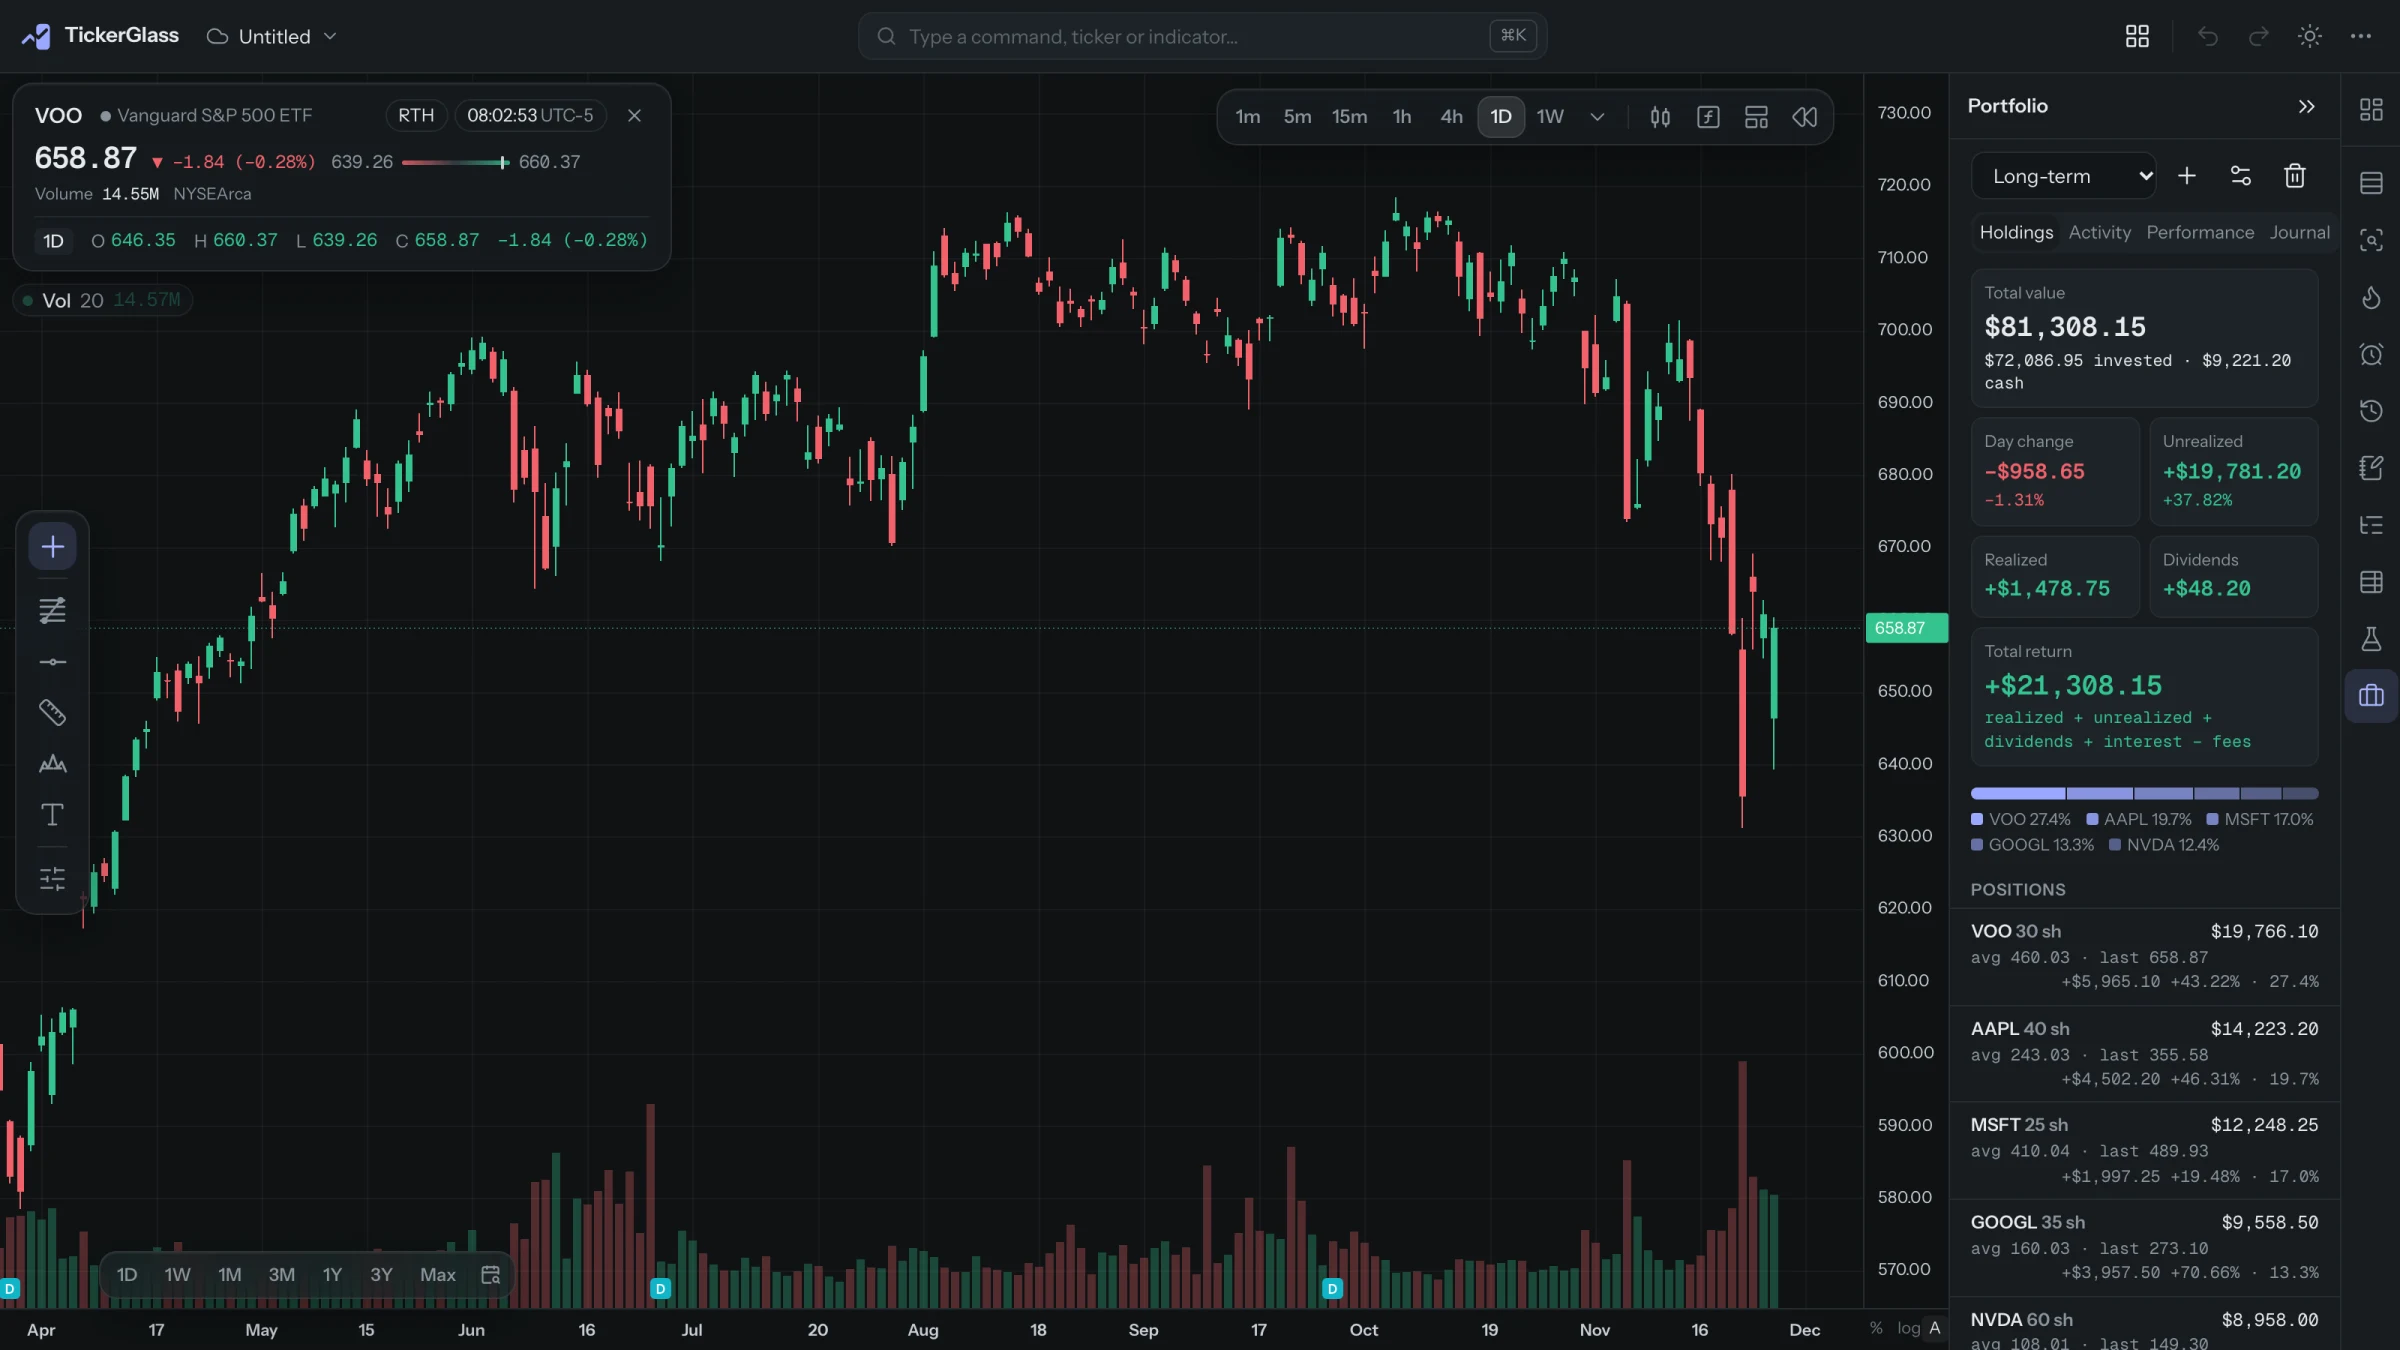 TickerGlass Untitled Type a command, ticker or indicator... ⌘K
VOO Vanguard S&P 500 ETF RTH 08:02:53 UTC-5
658.87 ▼ −1.84 (−0.28%) 639.26 660.37
Volume 14.55M NYSEArca
1D O 646.35 H 660.37 L 639.26 C 658.87 −1.84 (−0.28%)
Vol 20 14.57M
1m 5m 15m 1h 4h 1D 1W
730.00
720.00
710.00
700.00
690.00
680.00
670.00
658.87
650.00
640.00
630.00
620.00
610.00
600.00
590.00
580.00
570.00
1D 1W 1M 3M 1Y 3Y Max
D D D
Apr 17 May 15 Jun 16 Jul 20 Aug 18 Sep 17 Oct 19 Nov 16 Dec
% log A
Portfolio
Long-term
Holdings Activity Performance Journal
Total value
$81,308.15
$72,086.95 invested · $9,221.20
cash
Day change Unrealized
−$958.65 +$19,781.20
−1.31% +37.82%
Realized Dividends
+$1,478.75 +$48.20
Total return
+$21,308.15
realized + unrealized +
dividends + interest − fees
VOO 27.4% AAPL 19.7% MSFT 17.0%
GOOGL 13.3% NVDA 12.4%
POSITIONS
VOO 30 sh $19,766.10
avg 460.03 · last 658.87
+$5,965.10 +43.22% · 27.4%
AAPL 40 sh $14,223.20
avg 243.03 · last 355.58
+$4,502.20 +46.31% · 19.7%
MSFT 25 sh $12,248.25
avg 410.04 · last 489.93
+$1,997.25 +19.48% · 17.0%
GOOGL 35 sh $9,558.50
avg 160.03 · last 273.10
+$3,957.50 +70.66% · 13.3%
NVDA 60 sh $8,958.00
avg 108.01 · last 149.30